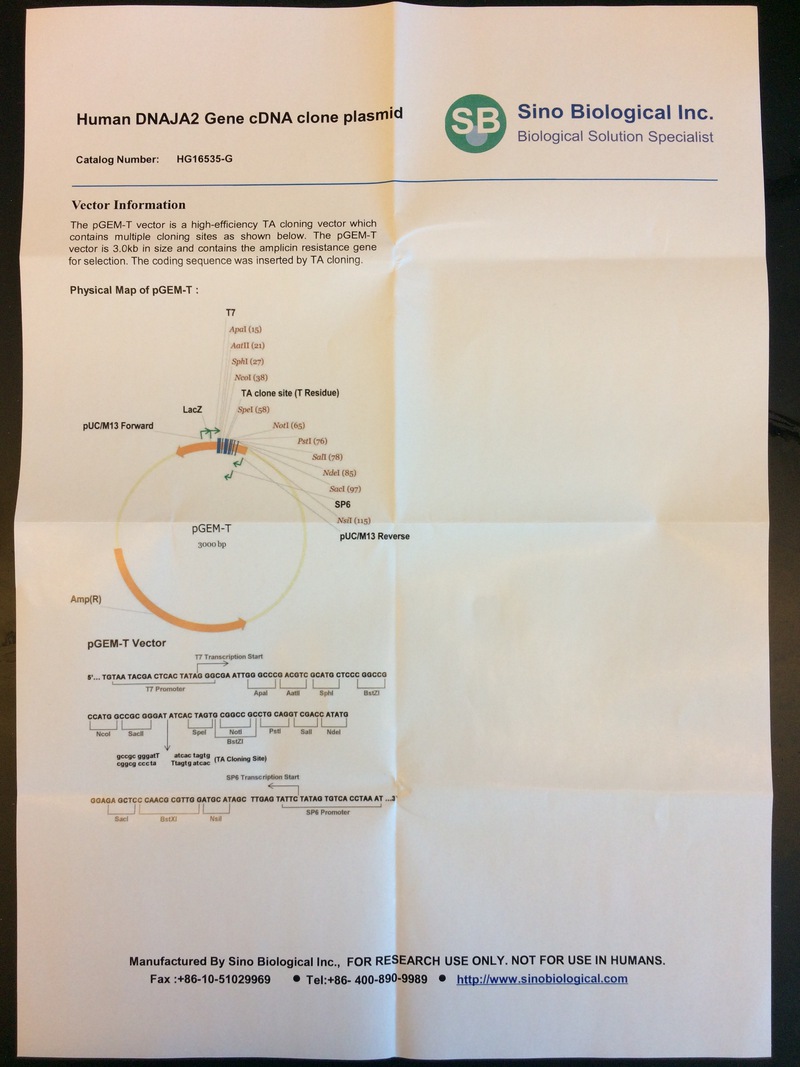 Human DNAJA2 Gene cDNA clone plasmid
SB
Sino Biological Inc.
Biological Solution Specialist
Catalog Number: HG16535-G
Vector Information
The pGEM-T vector is a high-efficiency TA cloning vector which
contains multiple cloning sites as shown below. The pGEM-T
vector is 3.0kb in size and contains the amplicin resistance gene
for selection. The coding sequence was inserted by TA cloning.
Physical Map of pGEM-T :
T7
ApaI (15)
AatII (21)
SphI (27)
NcoI (38)
TA clone site (T Residue)
LacZ
SpeI (58)
pUC/M13 Forward
NotI (65)
PstI (76)
SalI (78)
NdeI (85)
SacI (97)
SP6
NsiI (115)
pUC/M13 Reverse
pGEM-T
3000 bp
Amp(R)
pGEM-T Vector
T7 Transcription Start
5'... TGTAA TACGA CTCAC TATAG GGCGA ATTGG GCCCG ACGTC GCATG CTCCC GGCCG
T7 Promoter
ApaI AatII SphI BstZI
CCATG GCCGC GGGAT ATCAC TAGTG CGGCC GCCTG CAGGT CGACC ATATG
NcoI SacII SpeI NotI PstI SalI NdeI
BstZI
gccgc gggatT atcac tagtg
cggcg cccta Ttagtg atcac
(TA Cloning Site)
SP6 Transcription Start
GGAGA GCTCC CAACG CGTTG GATGC ATAGC TTGAG TATTC TATAG TGTCA CCTAA AT ...3'
SacI BstXI NsiI SP6 Promoter
Manufactured By Sino Biological Inc., FOR RESEARCH USE ONLY. NOT FOR USE IN HUMANS.
Fax :+86-10-51029969 ● Tel:+86- 400-890-9989 ● http://www.sinobiological.com